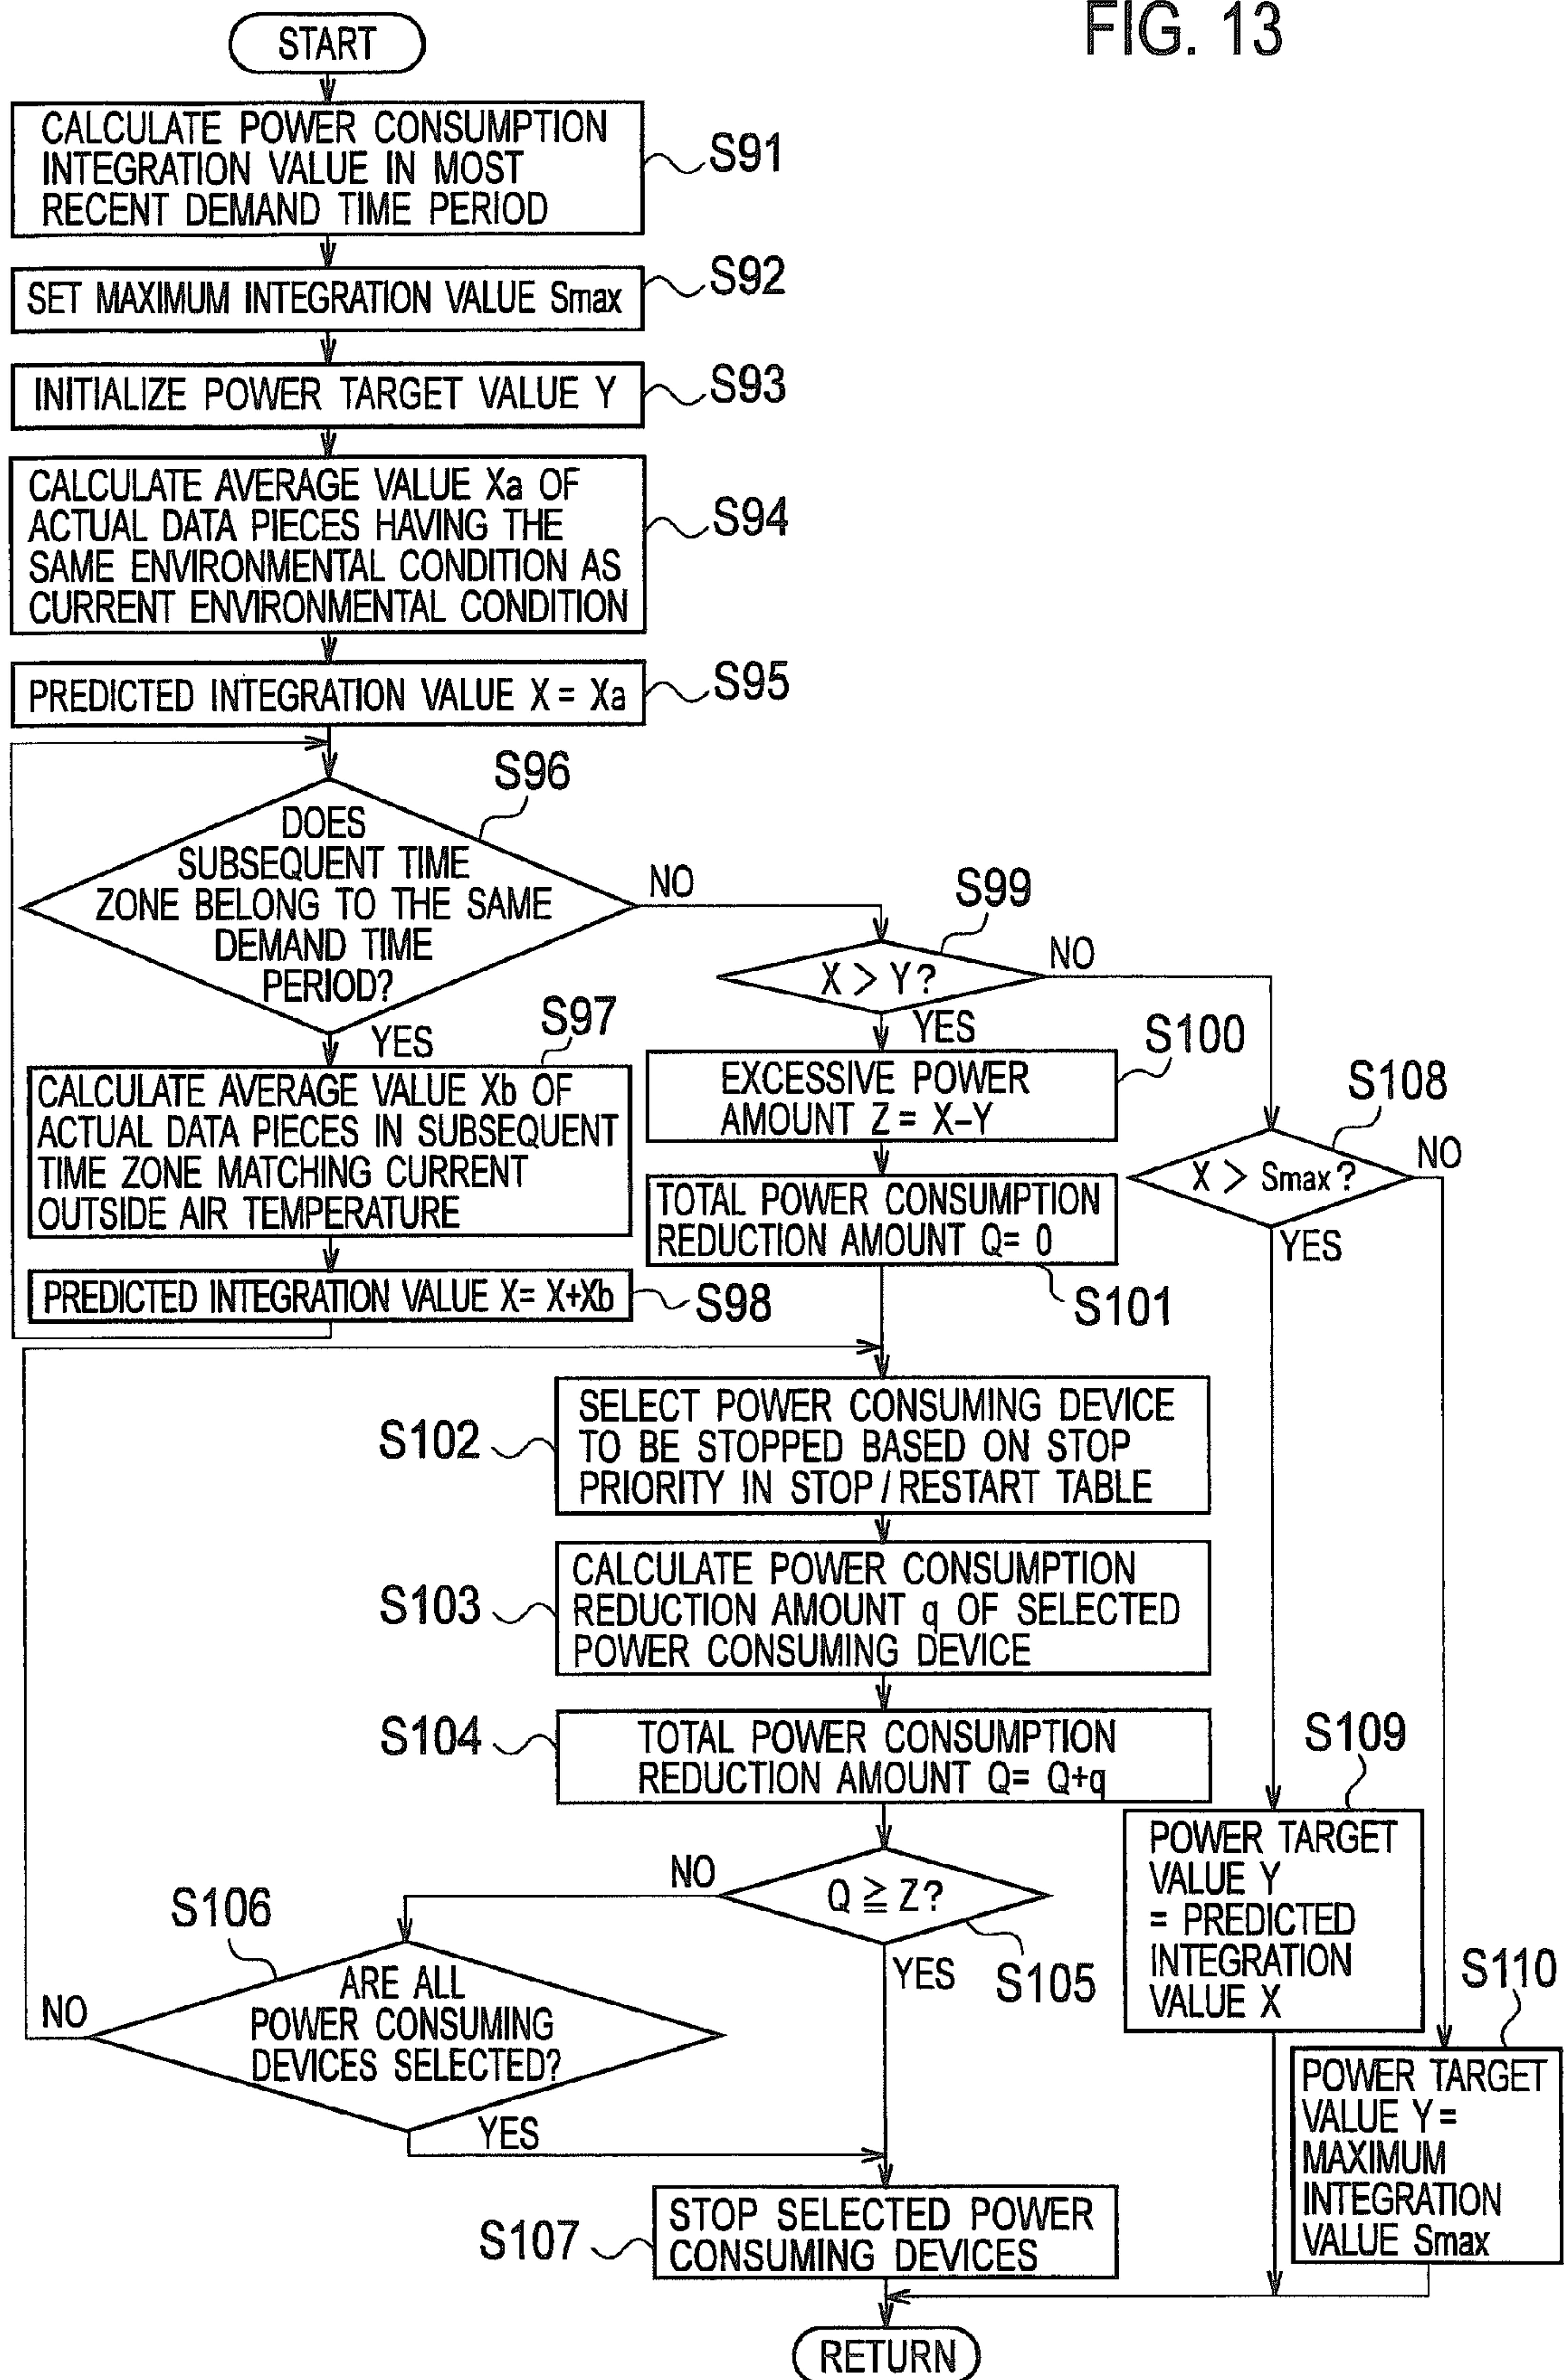 FIG. 13
START
CALCULATE POWER CONSUMPTION
INTEGRATION VALUE IN MOST
RECENT DEMAND TIME PERIOD
S91
SET MAXIMUM INTEGRATION VALUE Smax
S92
INITIALIZE POWER TARGET VALUE Y
S93
CALCULATE AVERAGE VALUE Xa OF
ACTUAL DATA PIECES HAVING THE
SAME ENVIRONMENTAL CONDITION AS
CURRENT ENVIRONMENTAL CONDITION
S94
PREDICTED INTEGRATION VALUE X = Xa
S95
S96
DOES
SUBSEQUENT TIME
ZONE BELONG TO THE SAME
DEMAND TIME
PERIOD?
NO
YES
S97
CALCULATE AVERAGE VALUE Xb OF
ACTUAL DATA PIECES IN SUBSEQUENT
TIME ZONE MATCHING CURRENT
OUTSIDE AIR TEMPERATURE
PREDICTED INTEGRATION VALUE X= X+Xb
S98
S99
X > Y?
NO
YES
S100
EXCESSIVE POWER
AMOUNT Z = X-Y
TOTAL POWER CONSUMPTION
REDUCTION AMOUNT Q= 0
S101
S108
X > Smax?
NO
YES
S102
SELECT POWER CONSUMING DEVICE
TO BE STOPPED BASED ON STOP
PRIORITY IN STOP/RESTART TABLE
S103
CALCULATE POWER CONSUMPTION
REDUCTION AMOUNT q OF SELECTED
POWER CONSUMING DEVICE
S104
TOTAL POWER CONSUMPTION
REDUCTION AMOUNT Q= Q+q
NO
Q ≧ Z?
YES
S105
S106
ARE ALL
POWER CONSUMING
DEVICES SELECTED?
NO
YES
S107
STOP SELECTED POWER
CONSUMING DEVICES
S109
POWER TARGET
VALUE Y
= PREDICTED
INTEGRATION
VALUE X
S110
POWER TARGET
VALUE Y=
MAXIMUM
INTEGRATION
VALUE Smax
RETURN